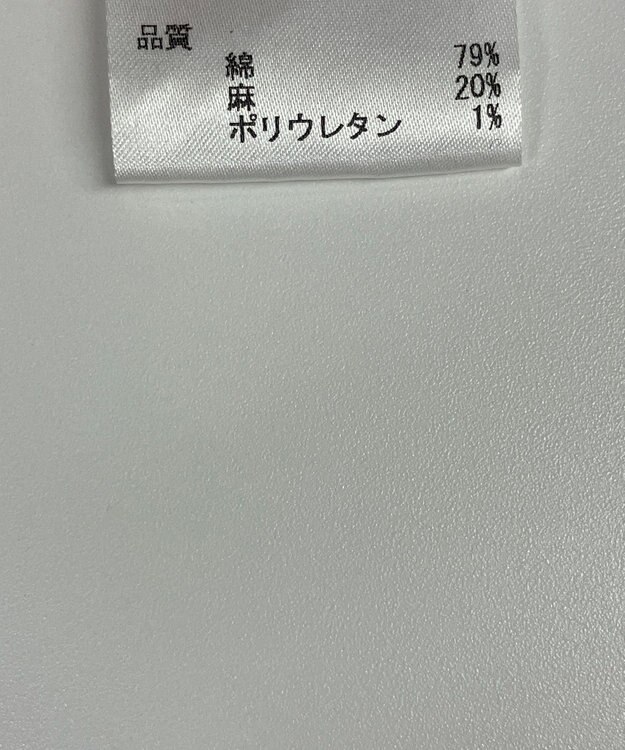 品質
綿 79%
麻 20%
ポリウレタン 1%